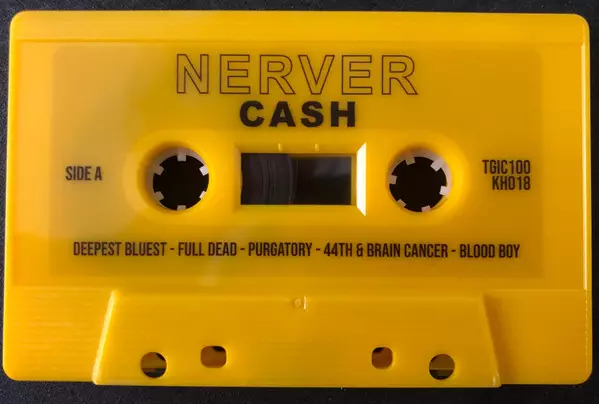 NERVER
CASH
SIDE A
TGIC100
KH018
DEEPEST BLUEST - FULL DEAD - PURGATORY - 44TH & BRAIN CANCER - BLOOD BOY